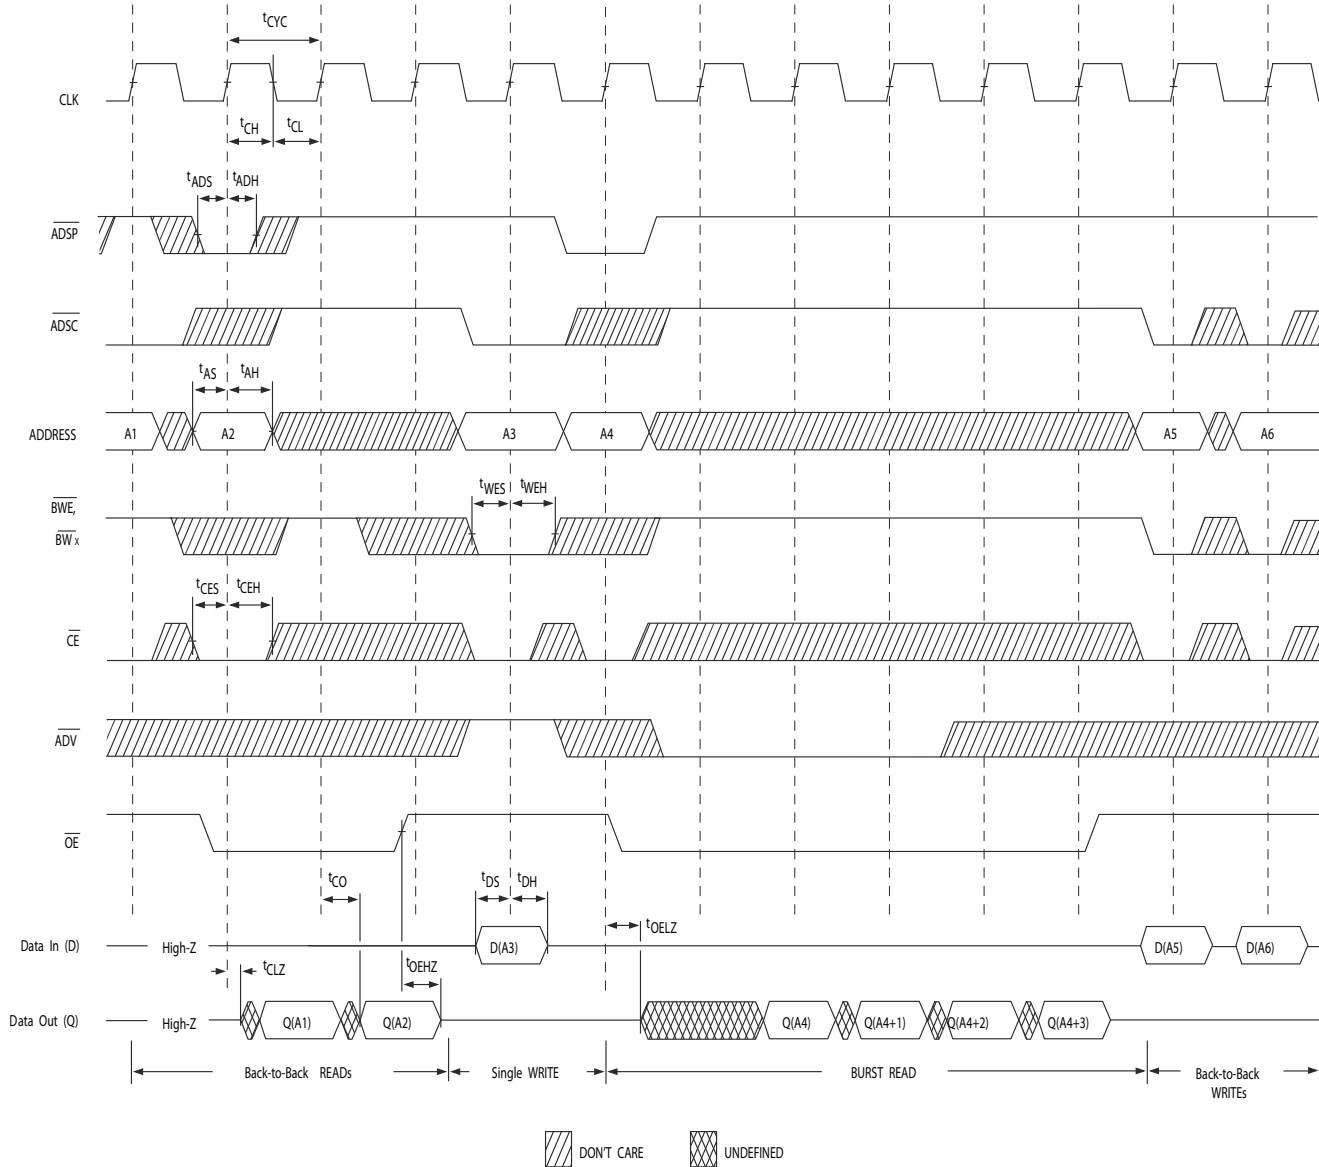 tCYC
CLK
tCH tCL
tADS tADH
ADSP
ADSC
tAS tAH
ADDRESS A1 A2 A3 A4 A5 A6
tWES tWEH
BWE,
BW x
tCES tCEH
CE
ADV
OE
tCO tDS tDH
tOELZ
Data In (D) High-Z D(A3) D(A5) D(A6)
tCLZ tOEHZ
Data Out (Q) High-Z Q(A1) Q(A2) Q(A4) Q(A4+1) Q(A4+2) Q(A4+3)
Back-to-Back READs Single WRITE BURST READ Back-to-Back
WRITEs
DON'T CARE UNDEFINED